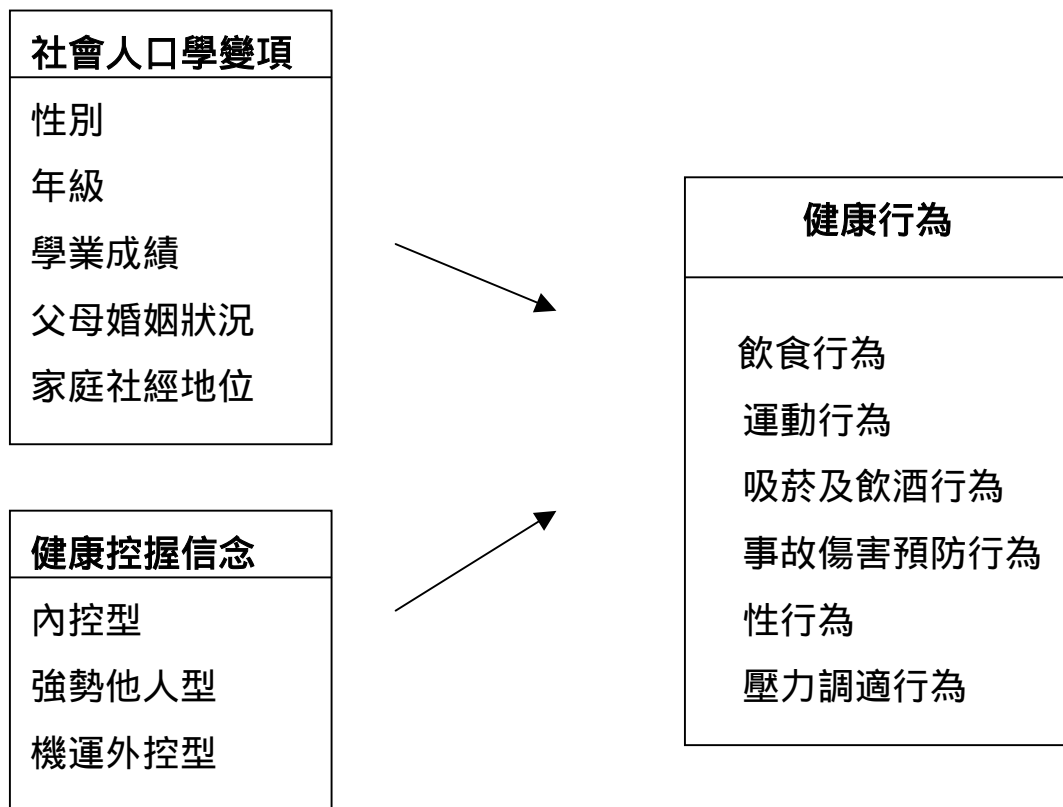 社會人口學變項
性別
年級
學業成績
父母婚姻狀況
家庭社經地位
健康控握信念
內控型
強勢他人型
機運外控型
健康行為
飲食行為
運動行為
吸菸及飲酒行為
事故傷害預防行為
性行為
壓力調適行為